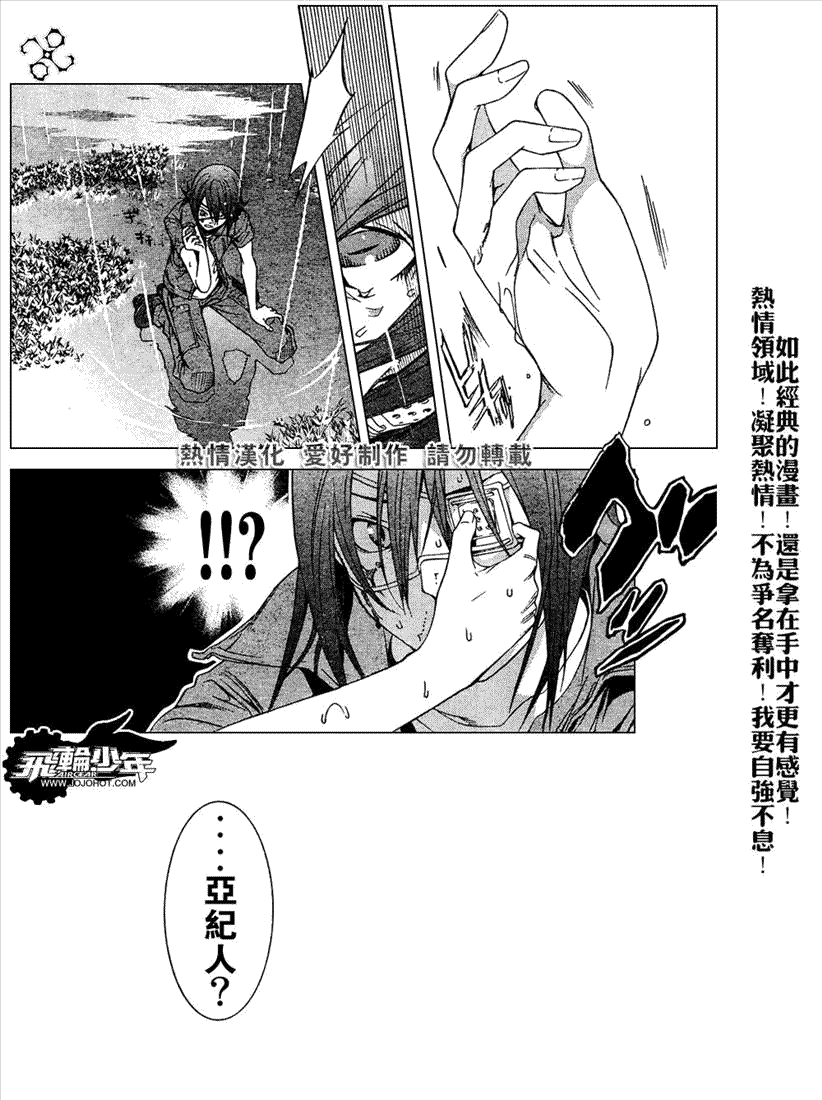 如此經典的漫畫！還是拿在手中才更有感覺！
熱情領域！凝聚熱情！不為爭名奪利！我要自強不息！
熱情漢化 愛好制作 請勿轉載
!!?
飛輪少年
AIRGEAR
WWW.JOJOHOT.COM
‥‥亞紀人？